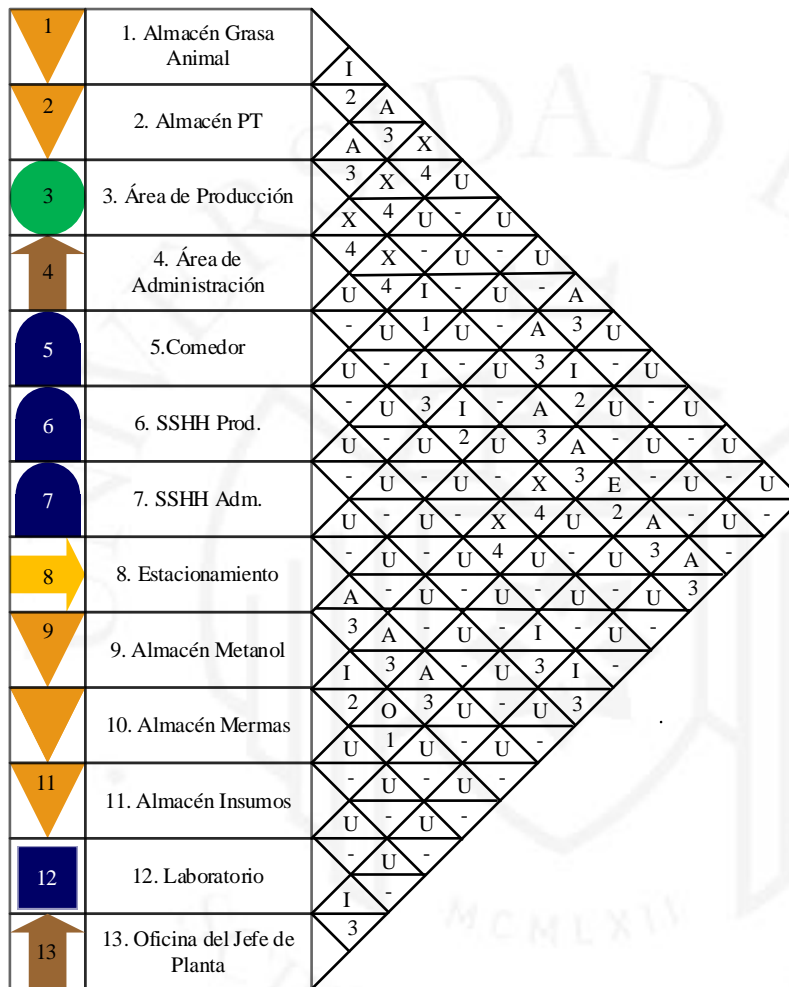 1
1. Almacén Grasa
Animal
2
2. Almacén PT
3
3. Área de Producción
4
4. Área de
Administración
5
5.Comedor
6
6. SSHH Prod.
7
7. SSHH Adm.
8
8. Estacionamiento
9
9. Almacén Metanol
10. Almacén Mermas
11
11. Almacén Insumos
12
12. Laboratorio
13
13. Oficina del Jefe de
Planta
I
2 A
A 3 X
3 X 4 U
X 4 U - U
4 X - U - U
U 4 I - U - A
- U 1 U - A 3 U
U - I - U 3 I - U
- U 3 I - A 2 U - U
U - U 2 U 3 A - U - U
- U - U - X 3 E - U - U
U - U - X 4 U 2 A - U -
- U - U 4 U - U 3 A -
A - U - U - U - U 3
3 A - U - I - U -
I 3 A - U 3 I -
2 O 3 U - U 3
U 1 U - U -
- U - U -
U - U -
- U -
I -
3
MCMLXII